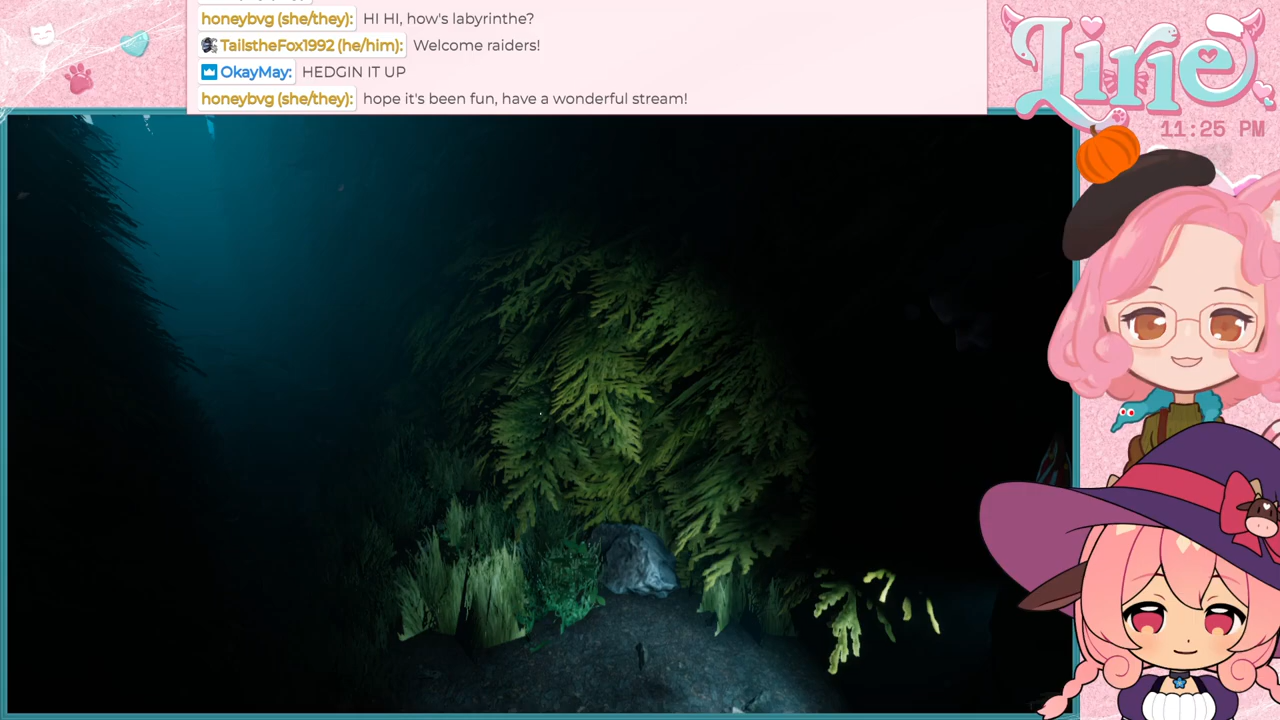 honeybvg (she/they): HI HI, how's labyrinthe?
TailstheFox1992 (he/him): Welcome raiders!
OkayMay: HEDGIN IT UP
honeybvg (she/they): hope it's been fun, have a wonderful stream!
Lirie
11:25 PM